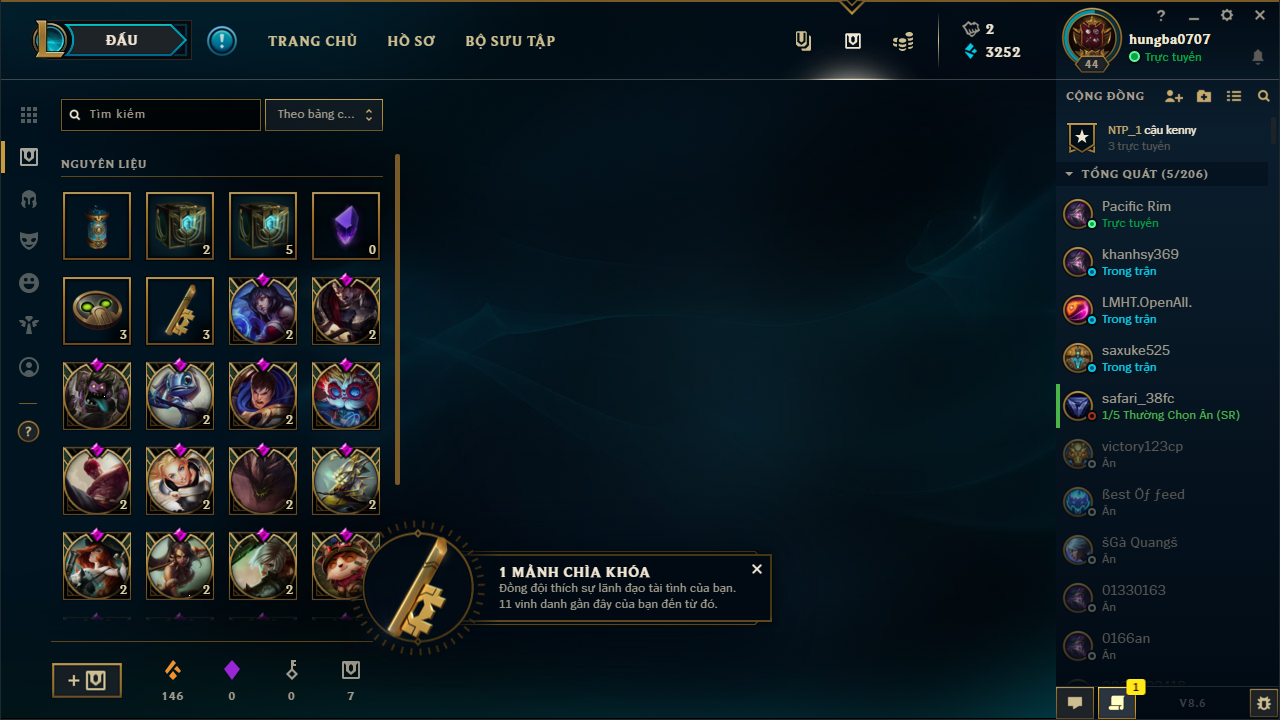 ĐẤU
TRANG CHỦ
HỒ SƠ
BỘ SƯU TẬP
2
3252
44
hungba0707
Trực tuyến
Tìm kiếm
Theo bảng c...
NGUYÊN LIỆU
2
5
0
3
3
2
2
2
2
2
2
2
2
2
2
2
1 MẢNH CHÌA KHÓA
Đồng đội thích sự lãnh đạo tài tình của bạn.
11 vinh danh gần đây của bạn đến từ đó.
146
0
0
7
CỘNG ĐỒNG
NTP_1 cậu kenny
3 trực tuyến
TỔNG QUÁT (5/206)
Pacific Rim
Trực tuyến
khanhsy369
Trong trận
LMHT.OpenAll.
Trong trận
saxuke525
Trong trận
safari_38fc
1/5 Thường Chọn Ẩn (SR)
victory123cp
Ẩn
ßest Öƒ ƒeed
Ẩn
šGà Quangš
Ẩn
01330163
Ẩn
0166an
Ẩn
1
V8.6